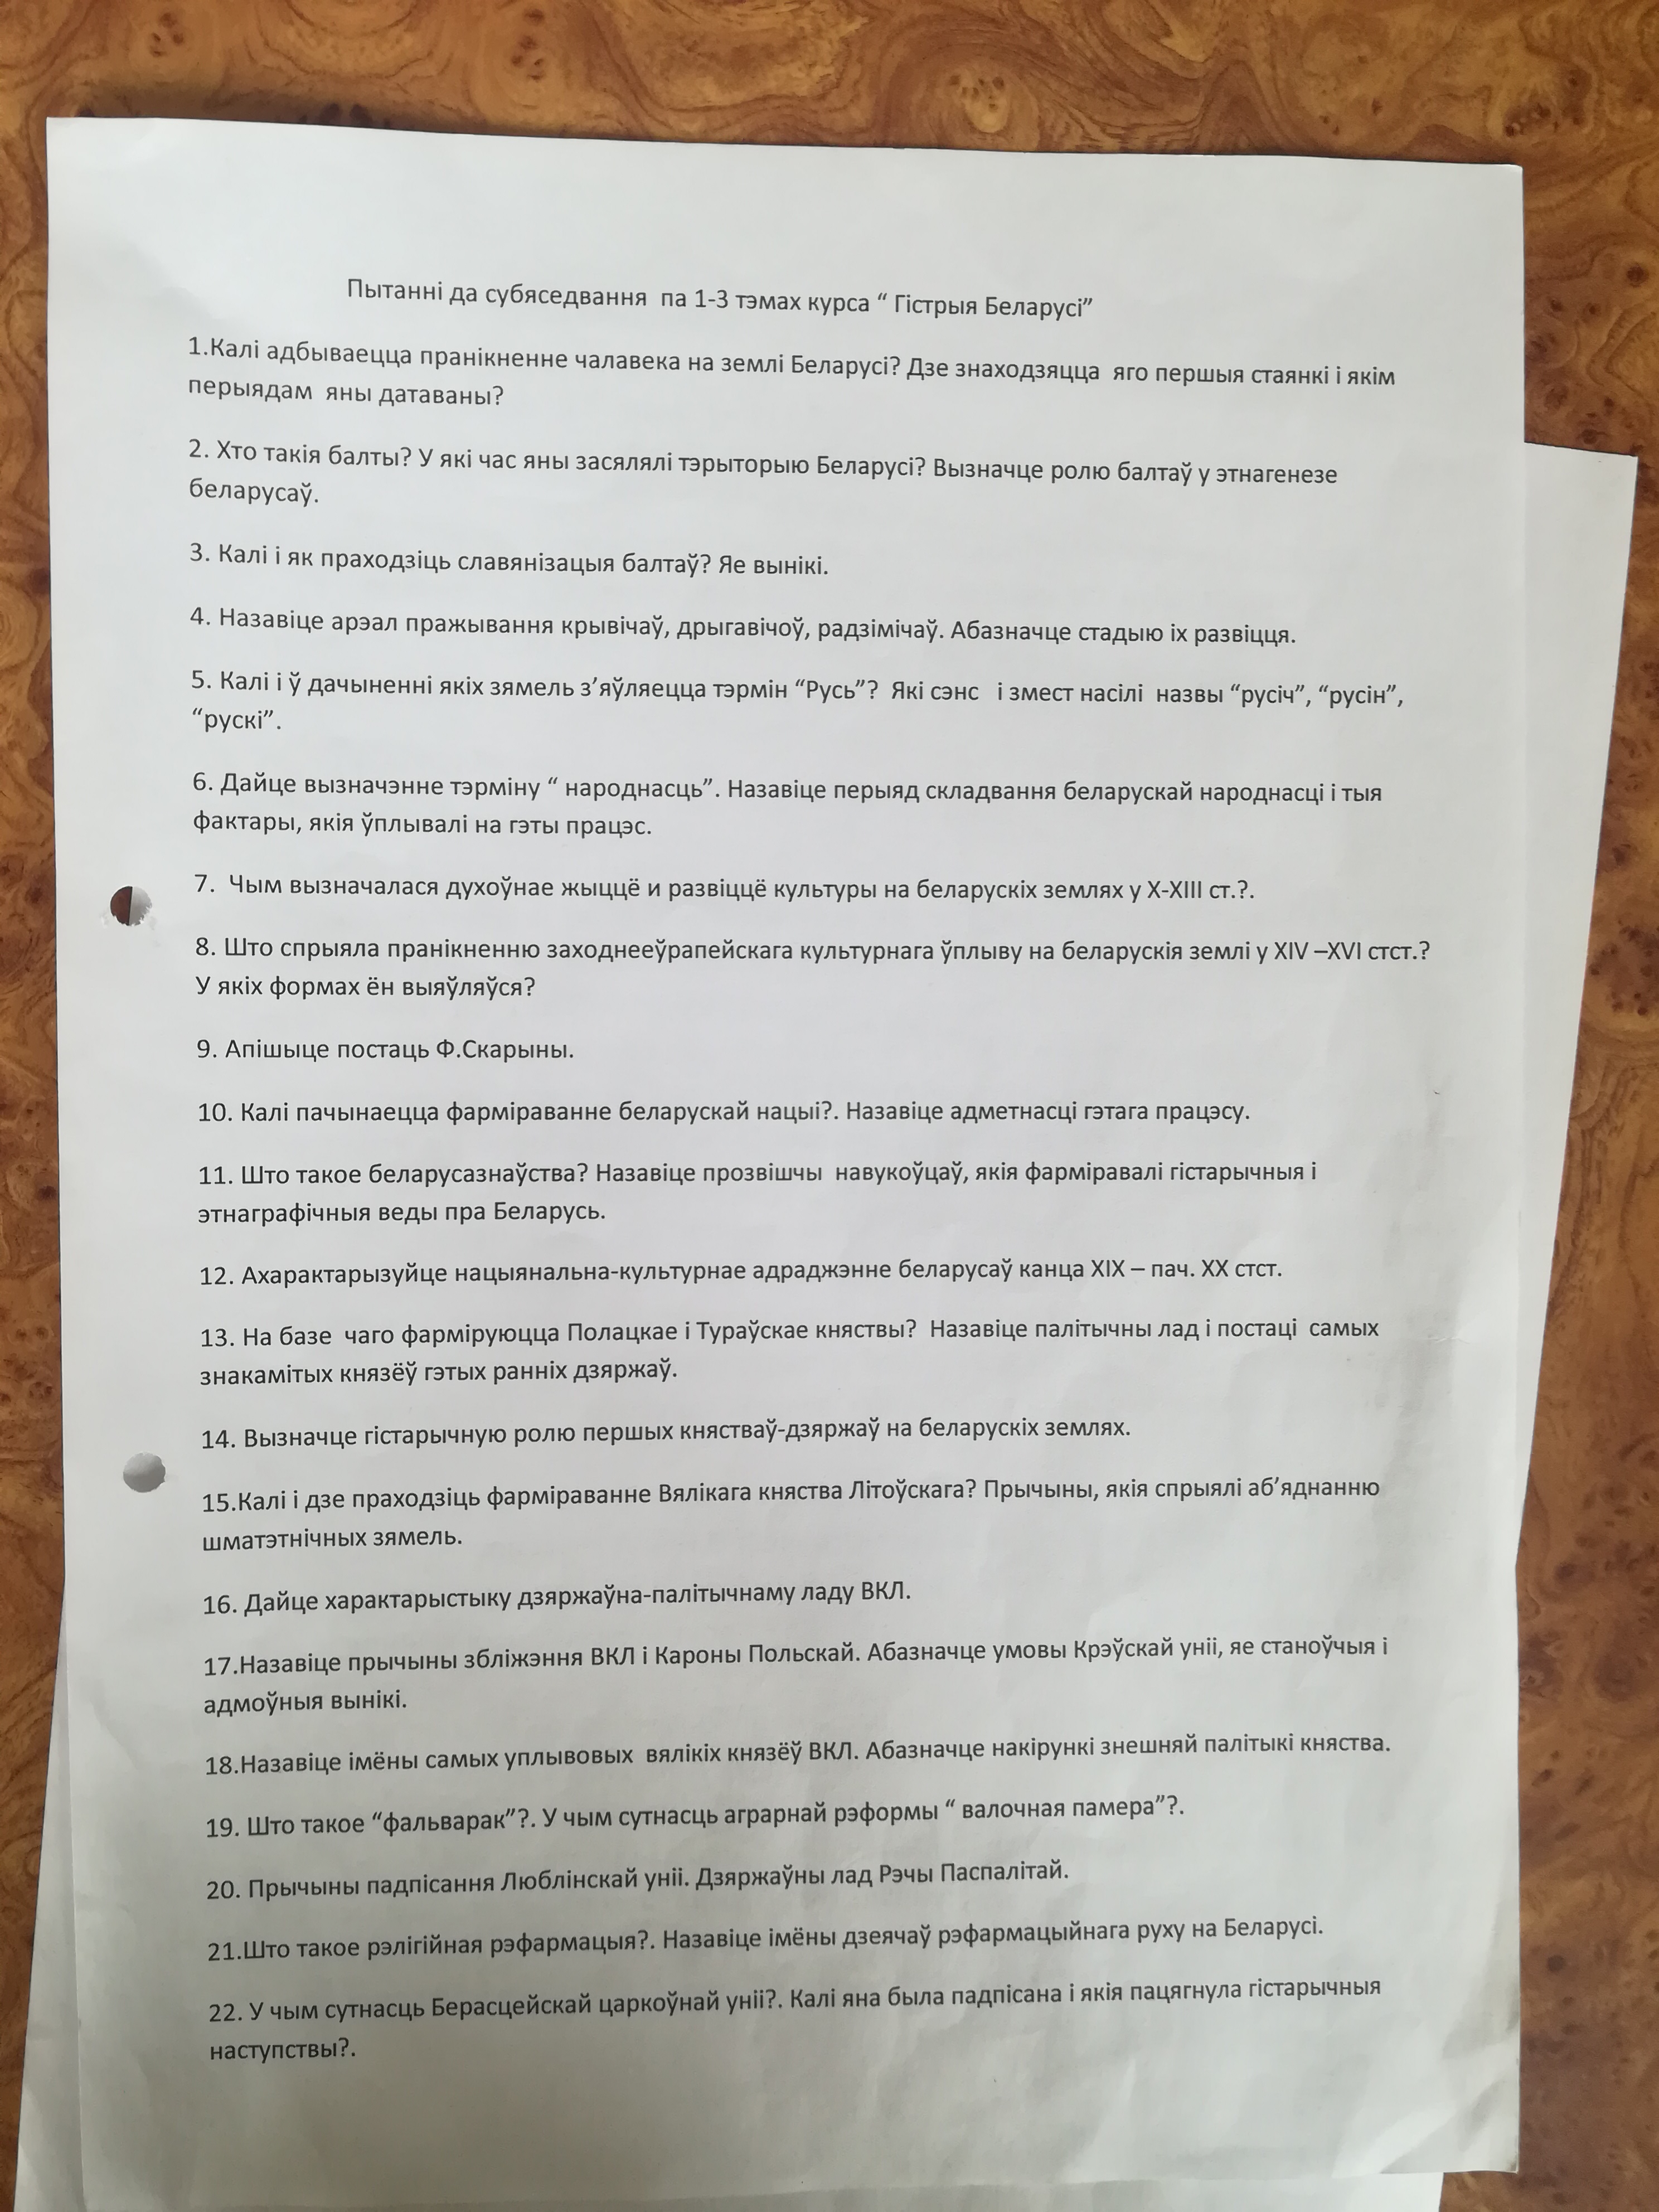 Пытанні да субяседвання па 1-3 тэмах курса “ Гістрыя Беларусі”
1.Калі адбываецца пранікненне чалавека на землі Беларусі? Дзе знаходзяцца яго першыя стаянкі і якім
перыядам яны датаваны?
2. Хто такія балты? У які час яны засялялі тэрыторыю Беларусі? Вызначце ролю балтаў у этнагенезе
беларусаў.
3. Калі і як праходзіць славянізацыя балтаў? Яе вынікі.
4. Назавіце арэал пражывання крывічаў, дрыгавічоў, радзімічаў. Абазначце стадыю іх развіцця.
5. Калі і ў дачыненні якіх зямель з’яўляецца тэрмін “Русь”? Які сэнс і змест насілі назвы “русіч”, “русін”,
“рускі”.
6. Дайце вызначэнне тэрміну “ народнасць”. Назавіце перыяд складвання беларускай народнасці і тыя
фактары, якія ўплывалі на гэты працэс.
7. Чым вызначалася духоўнае жыццё и развіццё культуры на беларускіх землях у X-XIII ст.?.
8. Што спрыяла пранікненню заходнееўрапейскага культурнага ўплыву на беларускія землі у XIV –XVI стст.?
У якіх формах ён выяўляўся?
9. Апішыце постаць Ф.Скарыны.
10. Калі пачынаецца фарміраванне беларускай нацыі?. Назавіце адметнасці гэтага працэсу.
11. Што такое беларусазнаўства? Назавіце прозвішчы навукоўцаў, якія фарміравалі гістарычныя і
этнаграфічныя веды пра Беларусь.
12. Ахарактарызуйце нацыянальна-культурнае адраджэнне беларусаў канца XIX – пач. XX стст.
13. На базе чаго фарміруюцца Полацкае і Тураўскае княствы? Назавіце палітычны лад і постаці самых
знакамітых князёў гэтых ранніх дзяржаў.
14. Вызначце гістарычную ролю першых княстваў-дзяржаў на беларускіх землях.
15.Калі і дзе праходзіць фарміраванне Вялікага княства Літоўскага? Прычыны, якія спрыялі аб’яднанню
шматэтнічных зямель.
16. Дайце характарыстыку дзяржаўна-палітычнаму ладу ВКЛ.
17.Назавіце прычыны збліжэння ВКЛ і Кароны Польскай. Абазначце умовы Крэўскай уніі, яе станоўчыя і
адмоўныя вынікі.
18.Назавіце імёны самых уплывовых вялікіх князёў ВКЛ. Абазначце накірункі знешняй палітыкі княства.
19. Што такое “фальварак”?. У чым сутнасць аграрнай рэформы “ валочная памера”?.
20. Прычыны падпісання Люблінскай уніі. Дзяржаўны лад Рэчы Паспалітай.
21.Што такое рэлігійная рэфармацыя?. Назавіце імёны дзеячаў рэфармацыйнага руху на Беларусі.
22. У чым сутнасць Берасцейскай царкоўнай уніі?. Калі яна была падпісана і якія пацягнула гістарычныя
наступствы?.